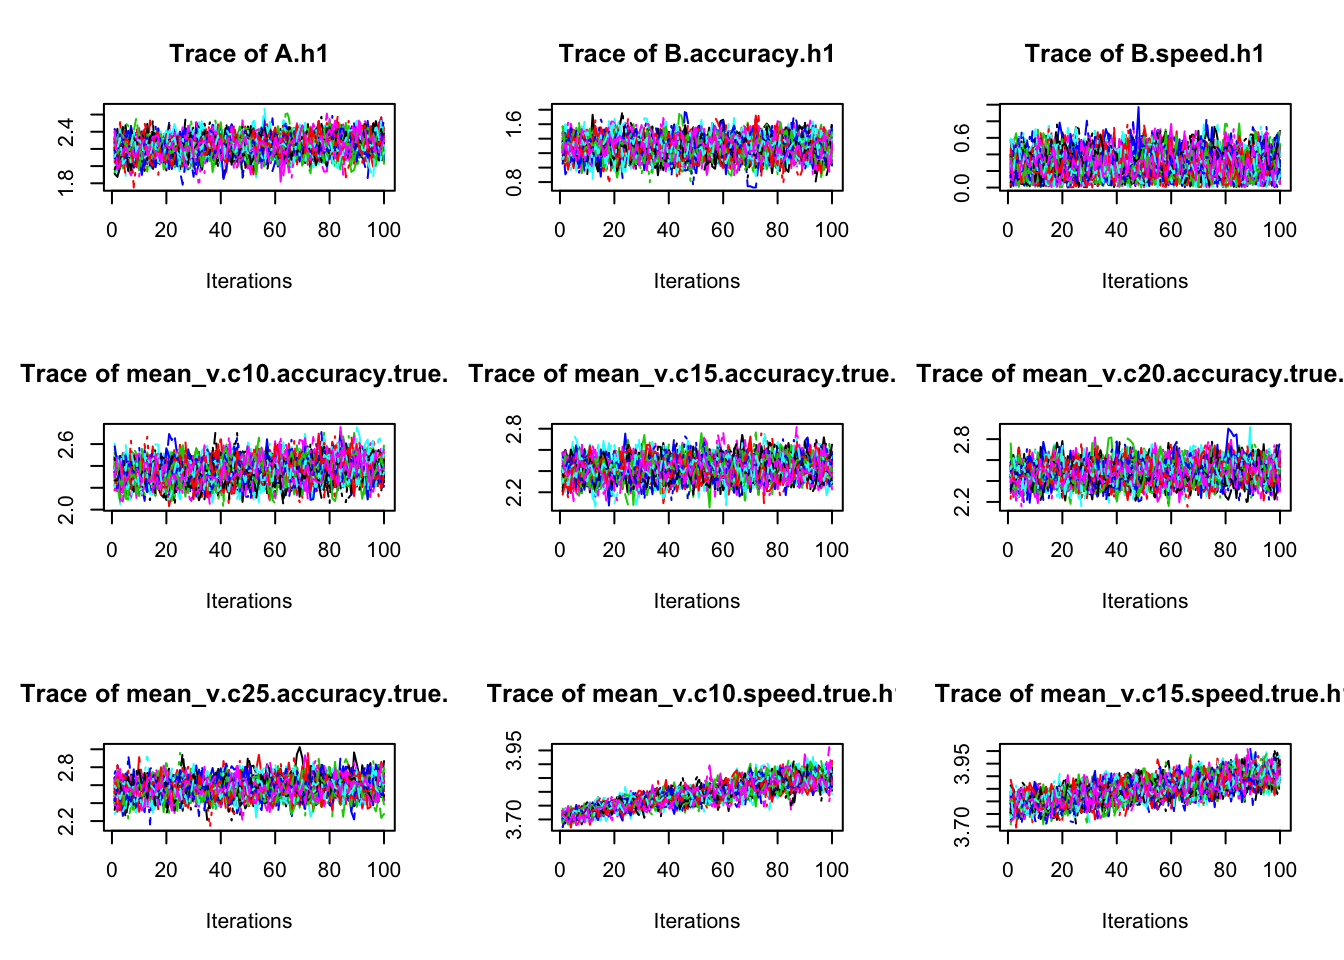 Trace of A.h1
2.4
1.8
0 20 40 60 80 100
Iterations
Trace of B.accuracy.h1
1.6
0.8
0 20 40 60 80 100
Iterations
Trace of B.speed.h1
0.6
0.0
0 20 40 60 80 100
Iterations
Trace of mean_v.c10.accuracy.true.
2.6
2.0
0 20 40 60 80 100
Iterations
Trace of mean_v.c15.accuracy.true.
2.8
2.2
0 20 40 60 80 100
Iterations
Trace of mean_v.c20.accuracy.true.
2.8
2.2
0 20 40 60 80 100
Iterations
Trace of mean_v.c25.accuracy.true.
2.8
2.2
0 20 40 60 80 100
Iterations
Trace of mean_v.c10.speed.true.h
3.95
3.70
0 20 40 60 80 100
Iterations
Trace of mean_v.c15.speed.true.h
3.95
3.70
0 20 40 60 80 100
Iterations